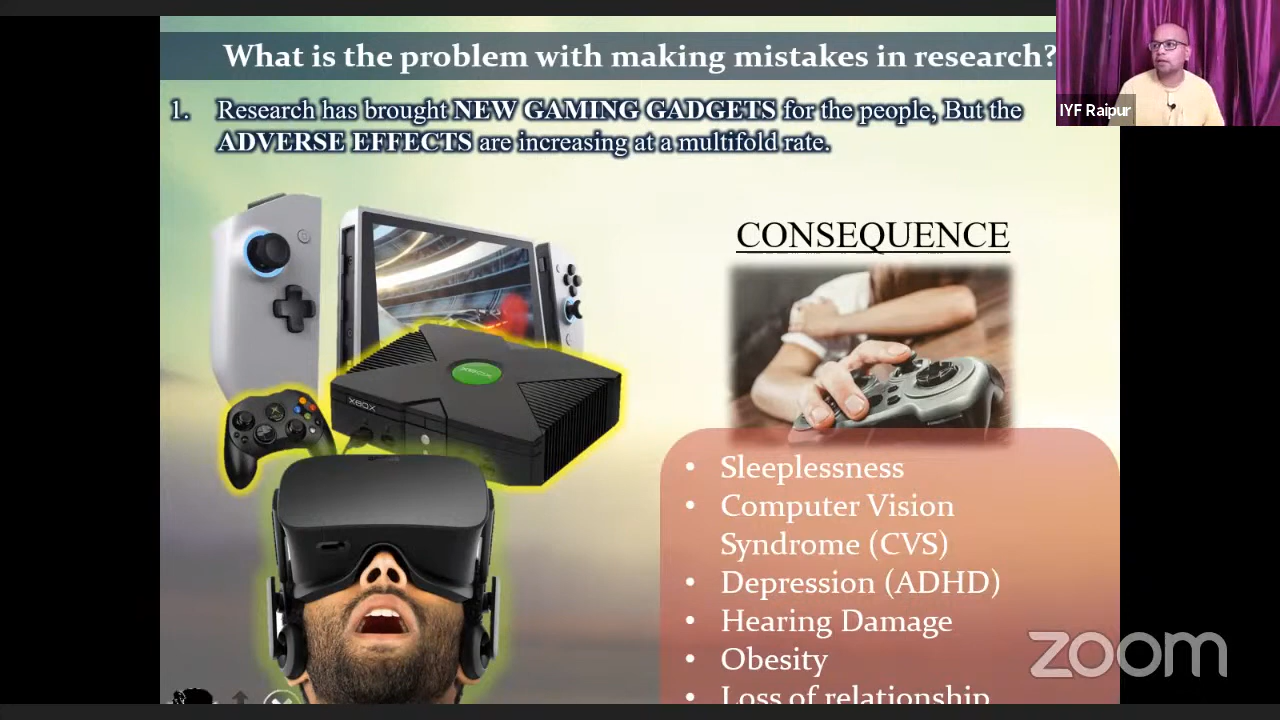 What is the problem with making mistakes in research?
IYF Raipur
1. Research has brought NEW GAMING GADGETS for the people, But the
ADVERSE EFFECTS are increasing at a multifold rate.
CONSEQUENCE
XBOX
• Sleeplessness
• Computer Vision
Syndrome (CVS)
• Depression (ADHD)
• Hearing Damage
• Obesity
• Loss of relationship
zoom